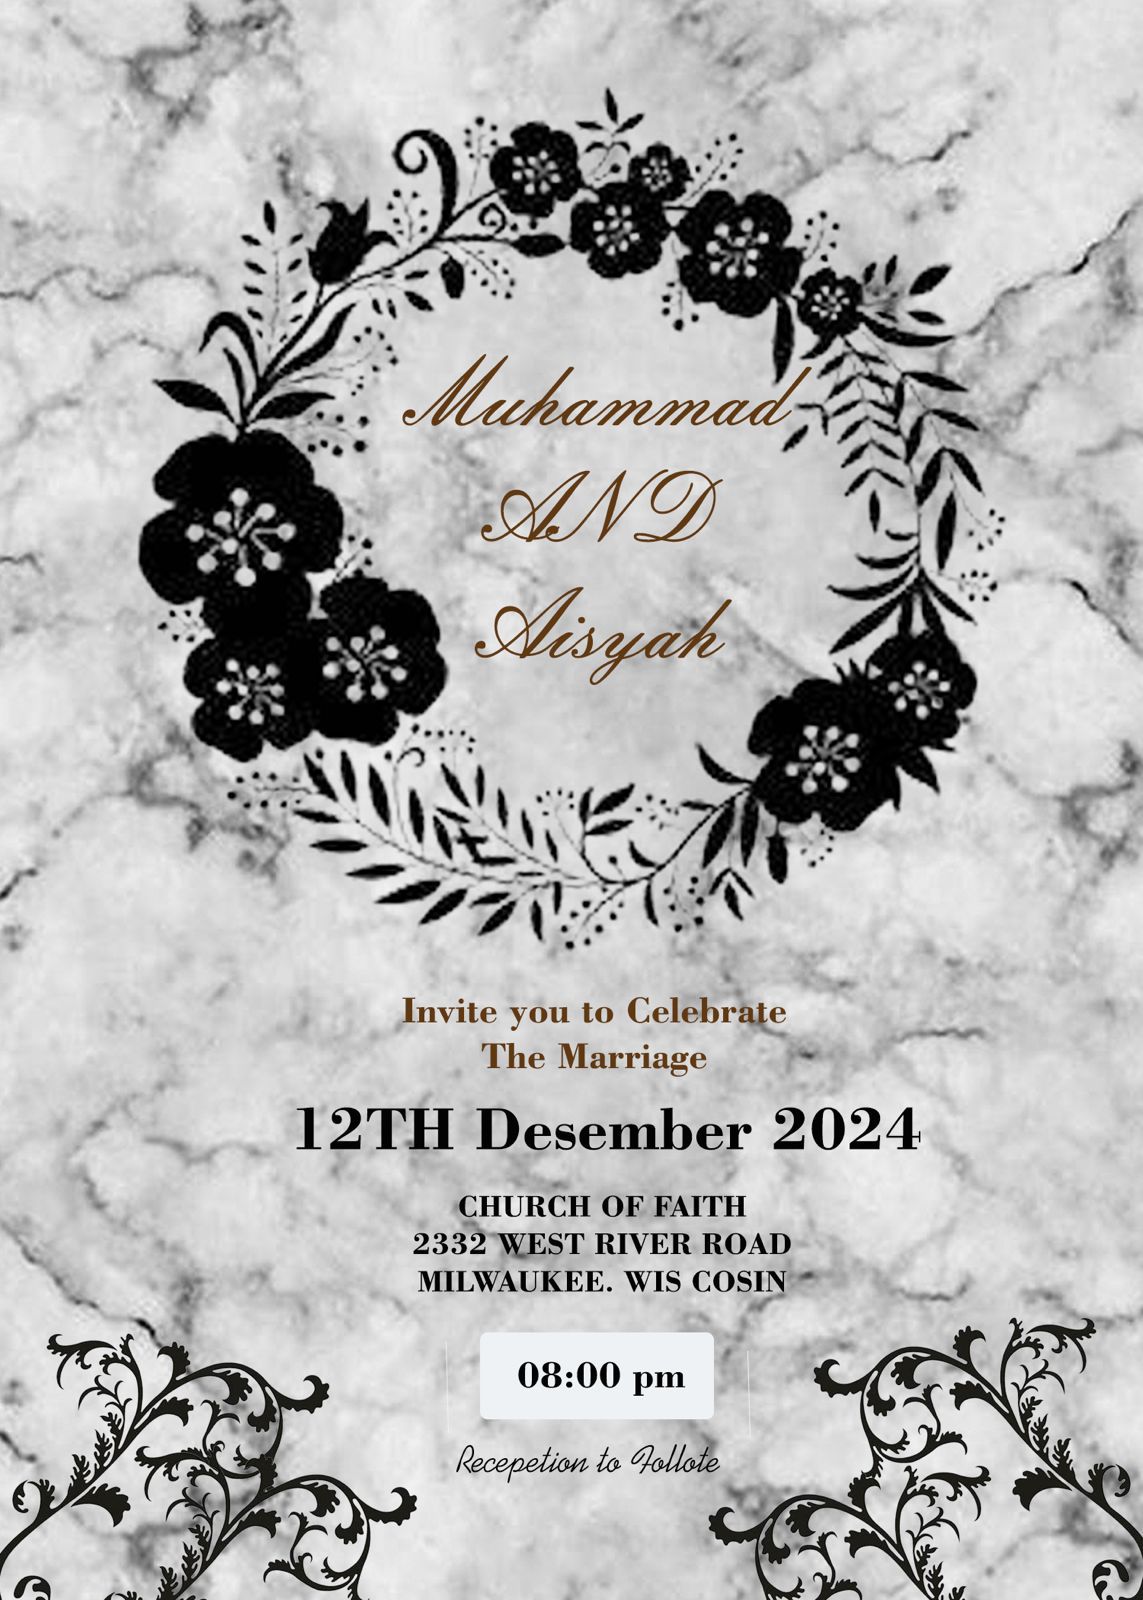 Muhammad
AND
Aisyah
Invite you to Celebrate
The Marriage
12TH Desember 2024
CHURCH OF FAITH
2332 WEST RIVER ROAD
MILWAUKEE. WIS COSIN
08:00 pm
Recepetion to Follote